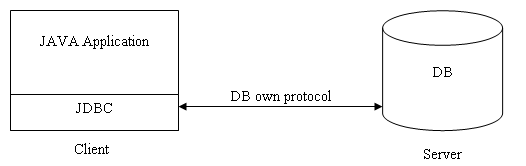 JAVA Application
DB
DB own protocol
JDBC
Client
Server